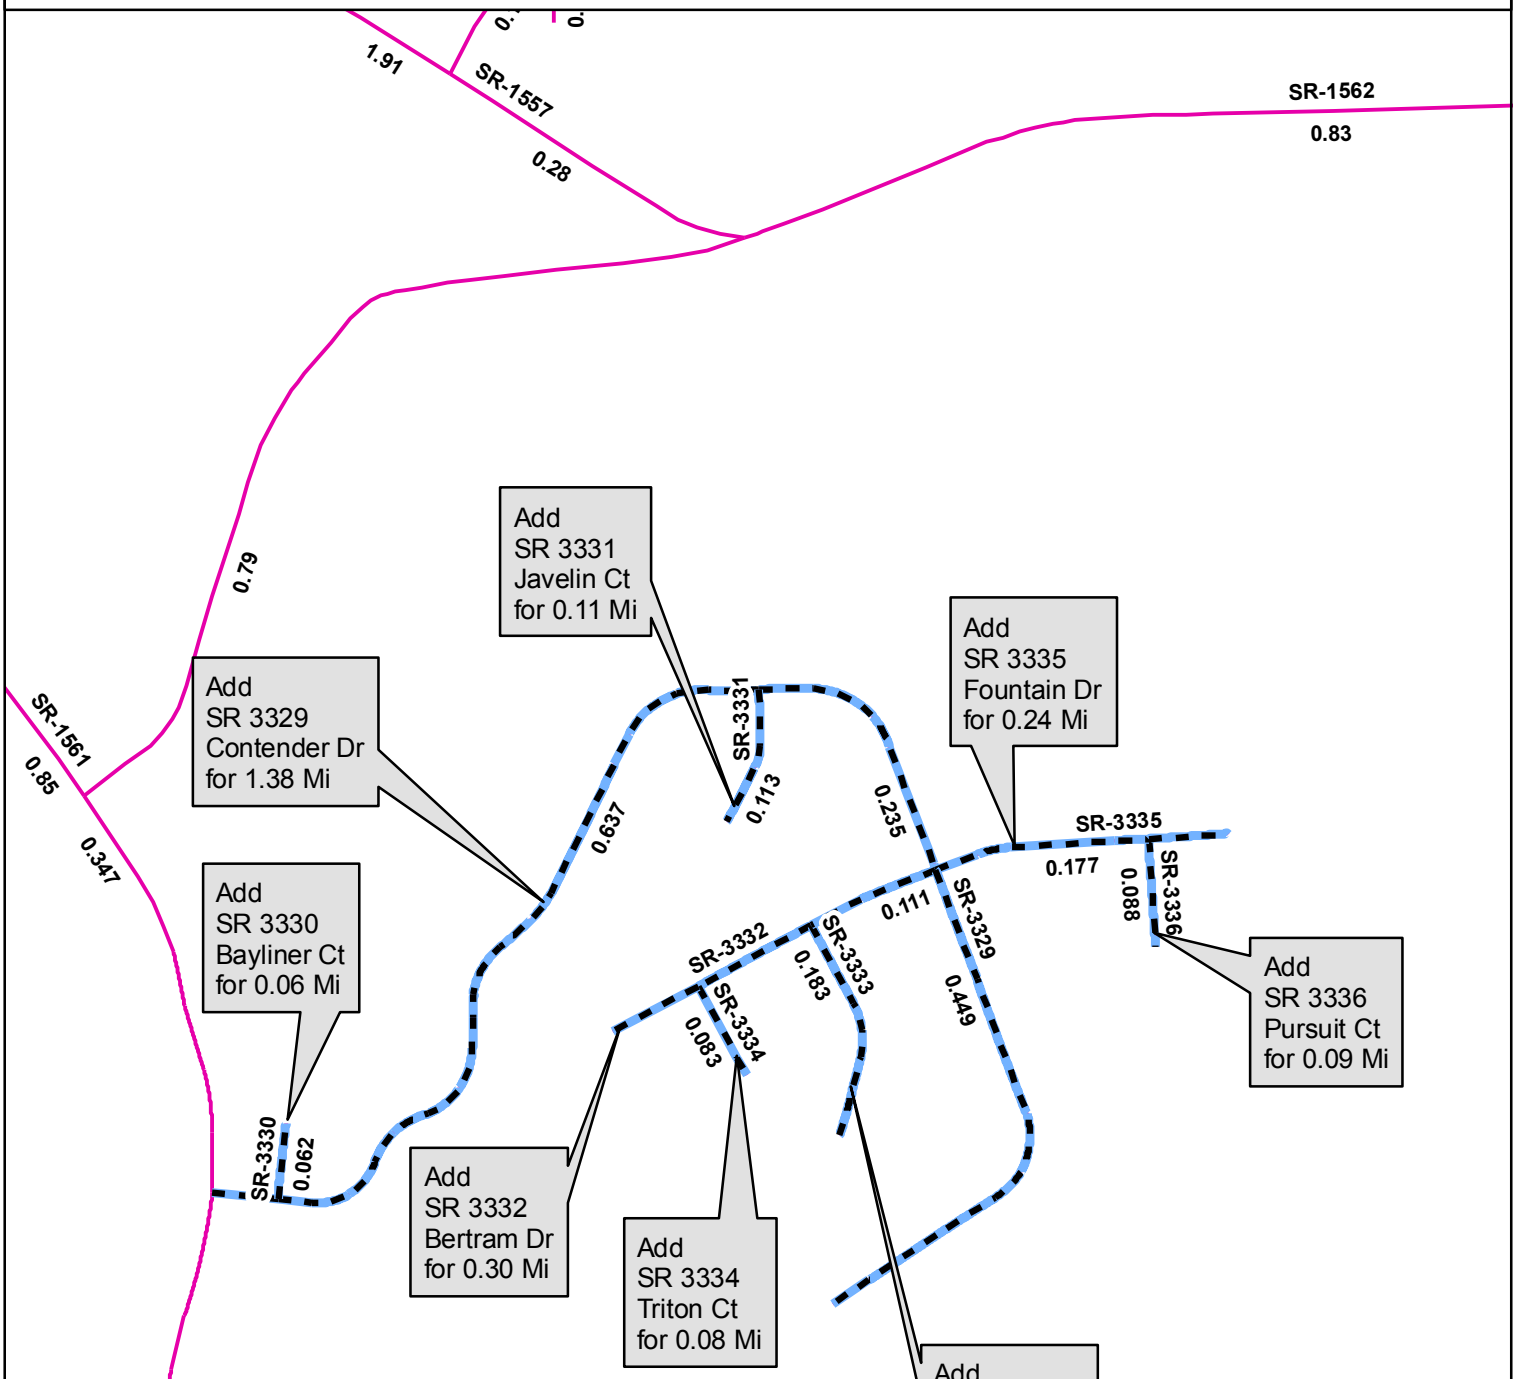 1.91
SR-1557
0.28
SR-1562
0.83
0.79
Add
SR 3331
Javelin Ct
for 0.11 Mi
Add
SR 3335
Fountain Dr
for 0.24 Mi
Add
SR 3329
Contender Dr
for 1.38 Mi
SR-1561
0.85
0.347
SR-3331
0.113
0.637
0.235
SR-3335
0.177
SR-3336
0.088
Add
SR 3330
Bayliner Ct
for 0.06 Mi
0.111
SR-3329
0.449
SR-3332
SR-3333
0.183
SR-3334
0.083
Add
SR 3336
Pursuit Ct
for 0.09 Mi
SR-3330
0.062
Add
SR 3332
Bertram Dr
for 0.30 Mi
Add
SR 3334
Triton Ct
for 0.08 Mi
Add